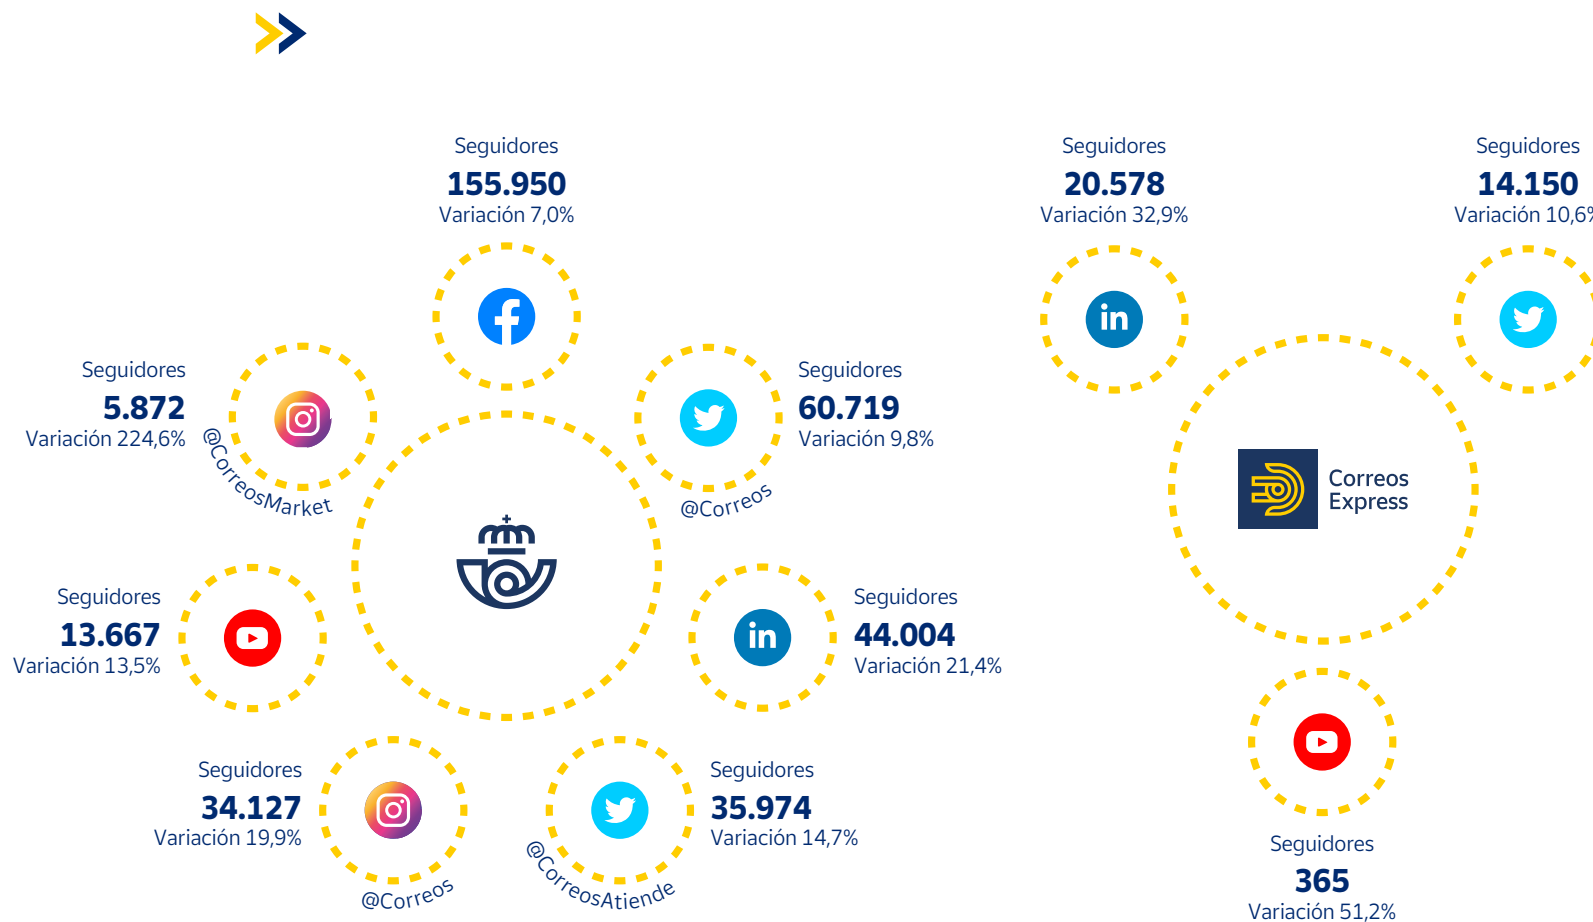 Seguidores
155.950
Variación 7,0%
Seguidores
20.578
Variación 32,9%
Seguidores
14.150
Variación 10,6%
Seguidores
5.872
Variación 224,6%
@CorreosMarket
Seguidores
60.719
Variación 9,8%
@Correos
Correos
Express
Seguidores
13.667
Variación 13,5%
Seguidores
44.004
Variación 21,4%
Seguidores
34.127
Variación 19,9%
@Correos
Seguidores
35.974
Variación 14,7%
@CorreosAtiende
Seguidores
365
Variación 51,2%